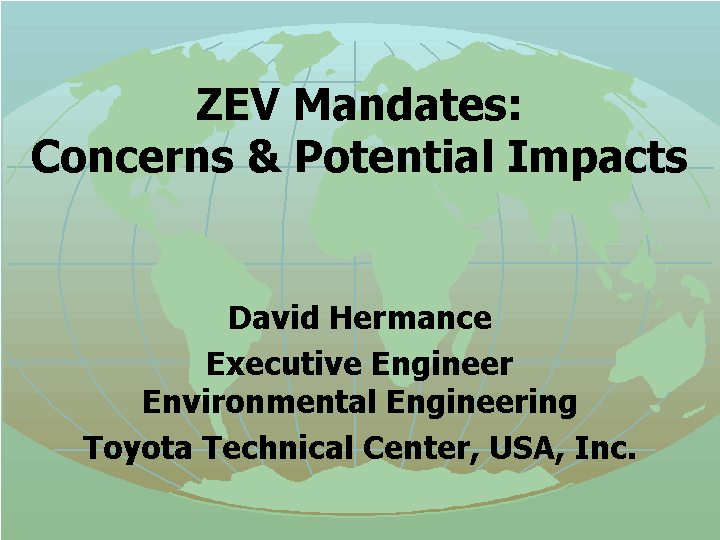 ZEV Mandates:
Concerns & Potential Impacts
David Hermance
Executive Engineer
Environmental Engineering
Toyota Technical Center, USA, Inc.